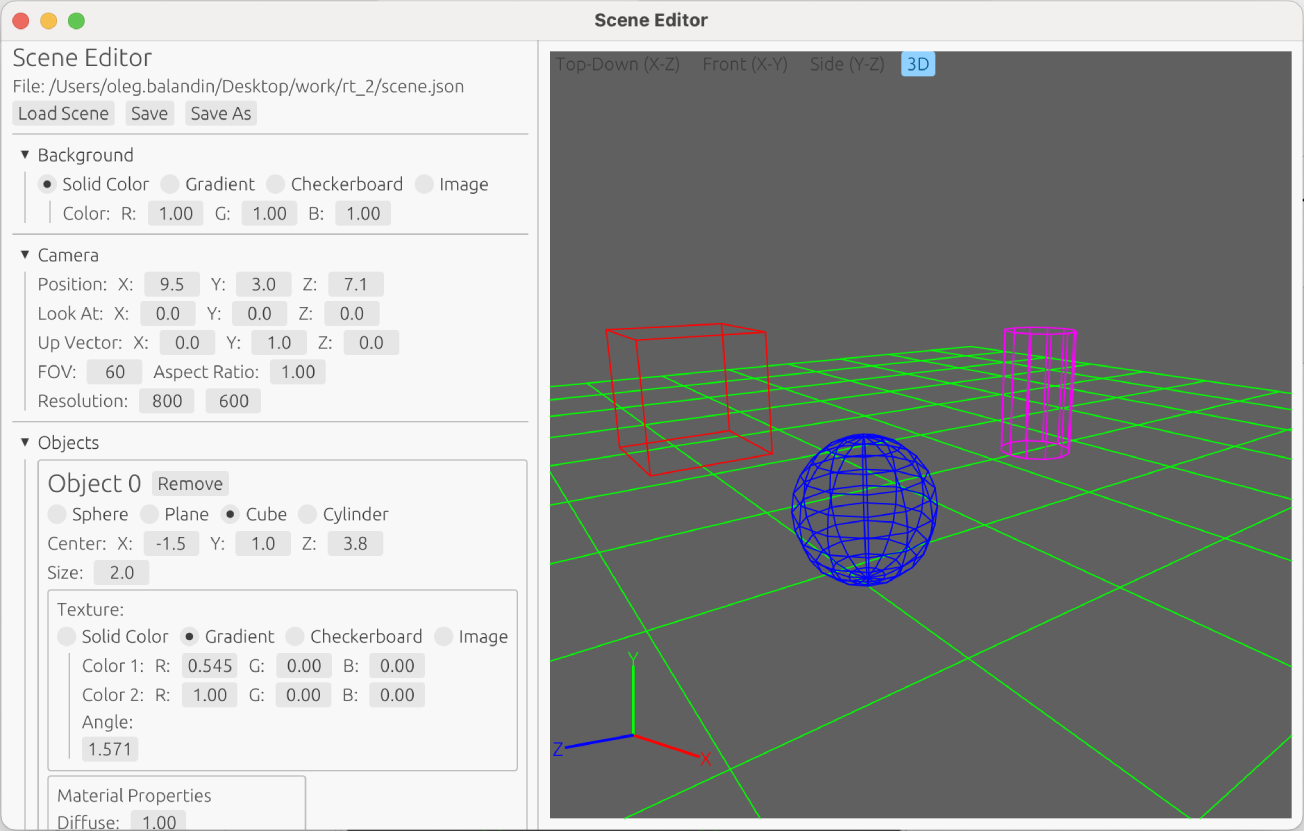 Scene Editor
Scene Editor
File: /Users/oleg.balandin/Desktop/work/rt_2/scene.json
Load Scene Save Save As
Background
Solid Color Gradient Checkerboard Image
Color: R: 1.00 G: 1.00 B: 1.00
Camera
Position: X: 9.5 Y: 3.0 Z: 7.1
Look At: X: 0.0 Y: 0.0 Z: 0.0
Up Vector: X: 0.0 Y: 1.0 Z: 0.0
FOV: 60 Aspect Ratio: 1.00
Resolution: 800 600
Objects
Object 0 Remove
Sphere Plane Cube Cylinder
Center: X: -1.5 Y: 1.0 Z: 3.8
Size: 2.0
Texture:
Solid Color Gradient Checkerboard Image
Color 1: R: 0.545 G: 0.00 B: 0.00
Color 2: R: 1.00 G: 0.00 B: 0.00
Angle:
1.571
Material Properties
Diffuse: 1.00
Top-Down (X-Z) Front (X-Y) Side (Y-Z) 3D
Y
Z
X